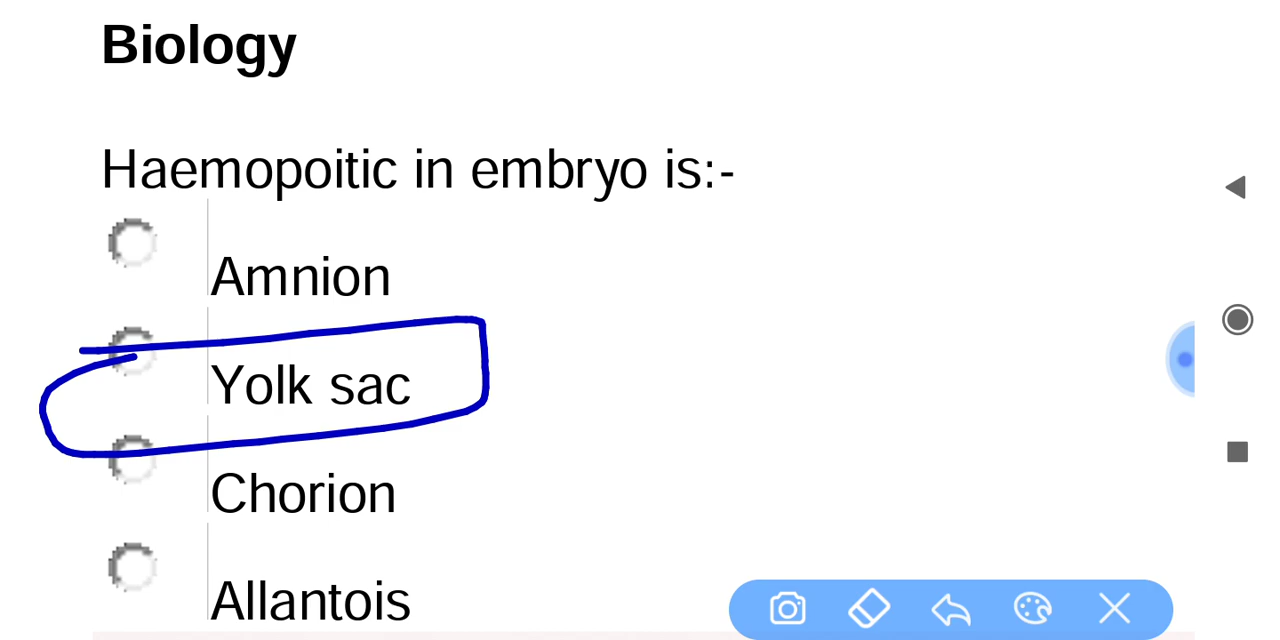 Biology
Haemopoitic in embryo is:-
Amnion
Yolk sac
Chorion
Allantois